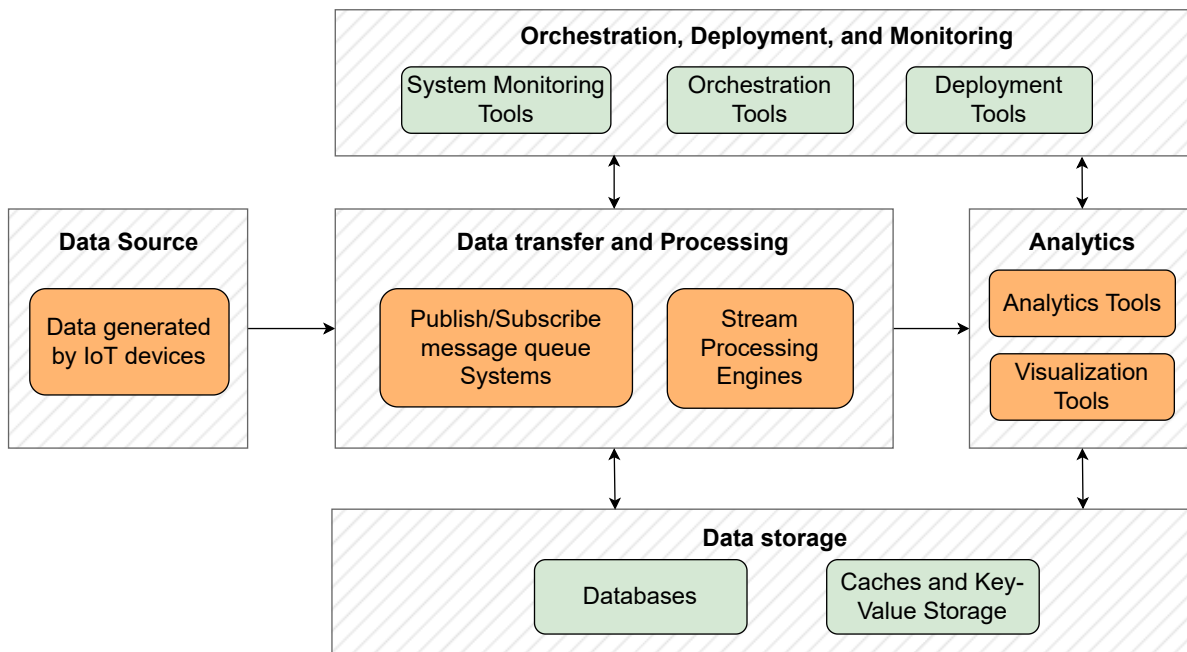 Orchestration, Deployment, and Monitoring
System Monitoring
Tools
Orchestration
Tools
Deployment
Tools
Data Source
Data generated
by IoT devices
Data transfer and Processing
Publish/Subscribe
message queue
Systems
Stream
Processing
Engines
Analytics
Analytics Tools
Visualization
Tools
Data storage
Databases
Caches and Key-
Value Storage